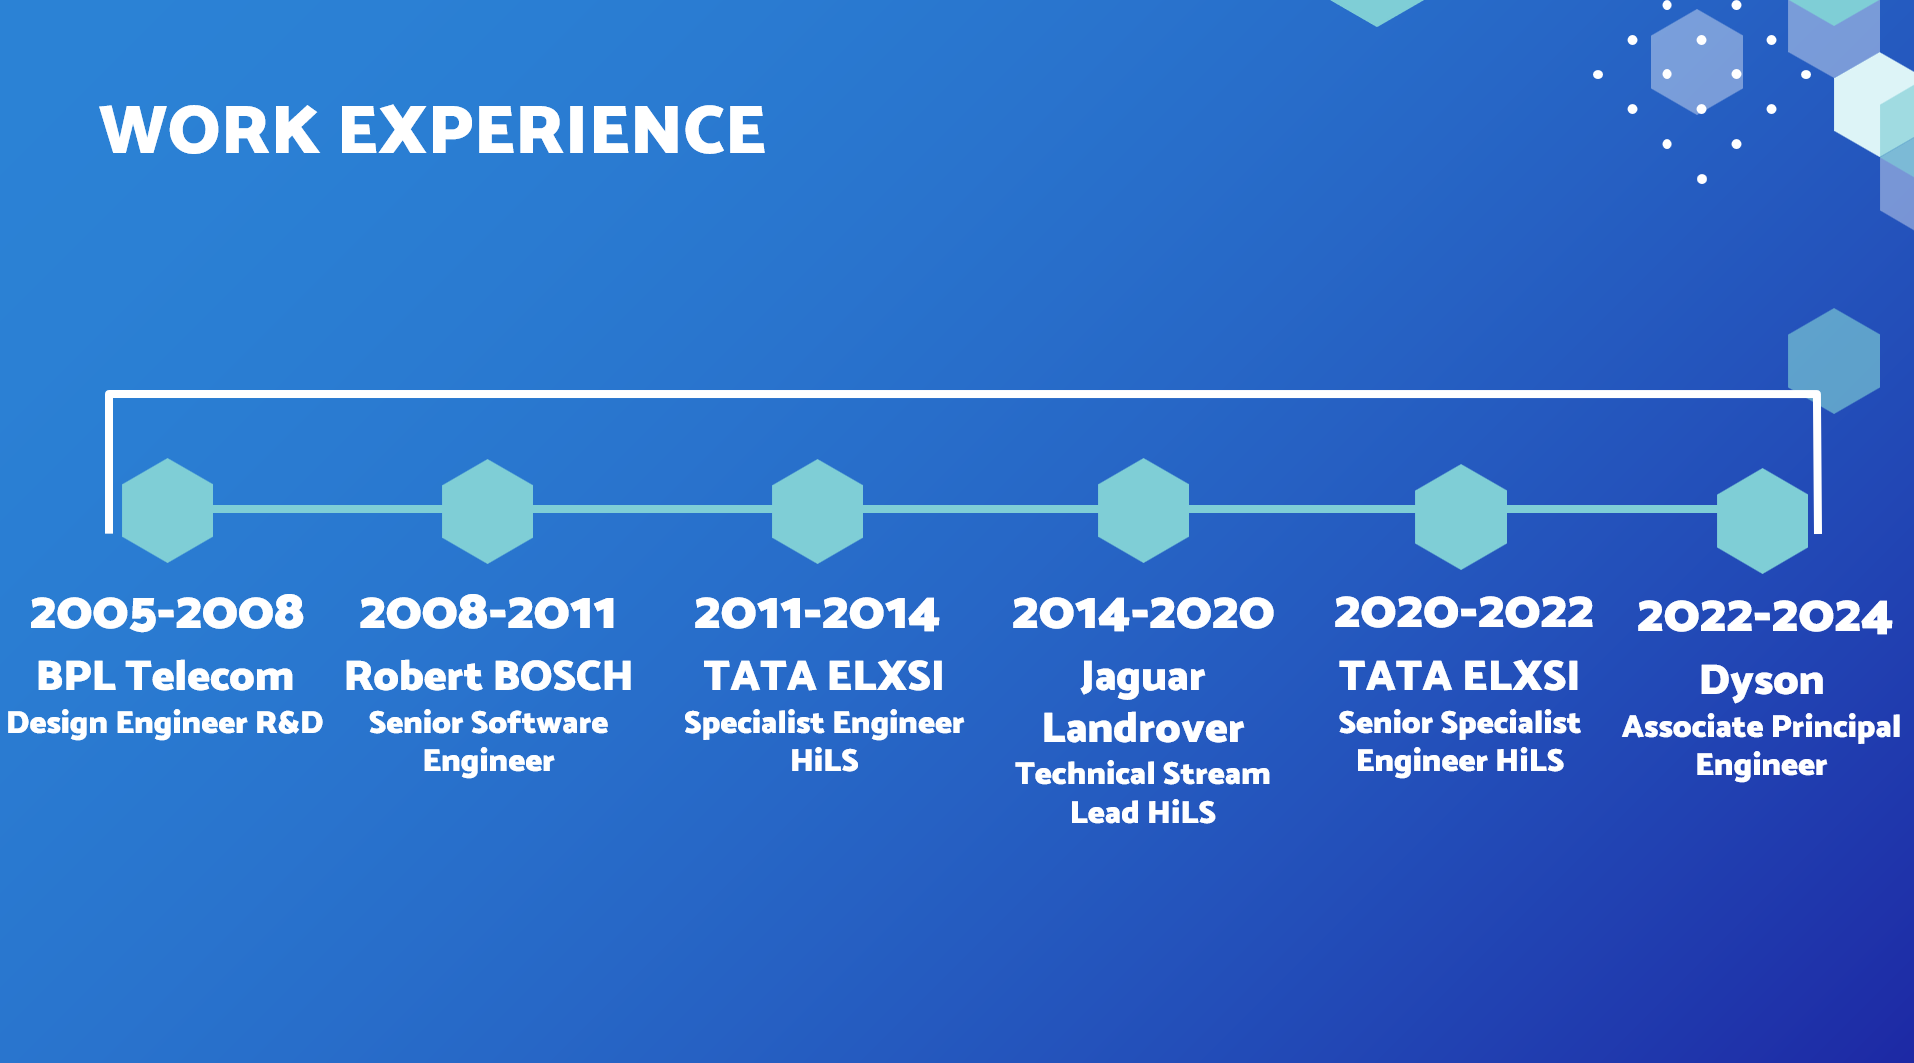 WORK EXPERIENCE
2005-2008
BPL Telecom
Design Engineer R&D
2008-2011
Robert BOSCH
Senior Software
Engineer
2011-2014
TATA ELXSI
Specialist Engineer
HiLS
2014-2020
Jaguar
Landrover
Technical Stream
Lead HiLS
2020-2022
TATA ELXSI
Senior Specialist
Engineer HiLS
2022-2024
Dyson
Associate Principal
Engineer